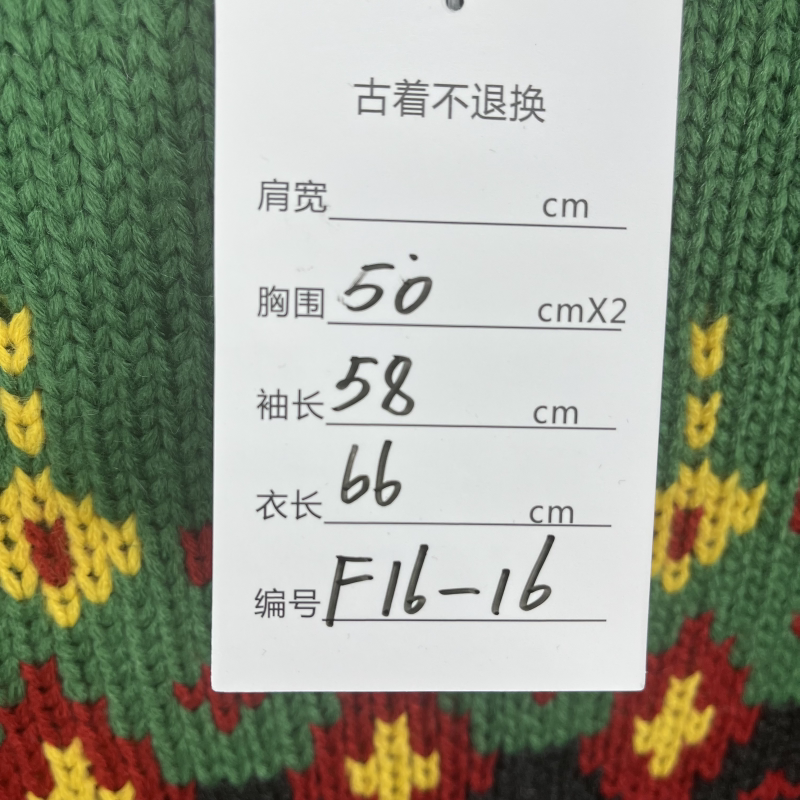 古着不退换
肩宽 cm
胸围 50 cmX2
袖长 58 cm
衣长 66 cm
编号 F16-16